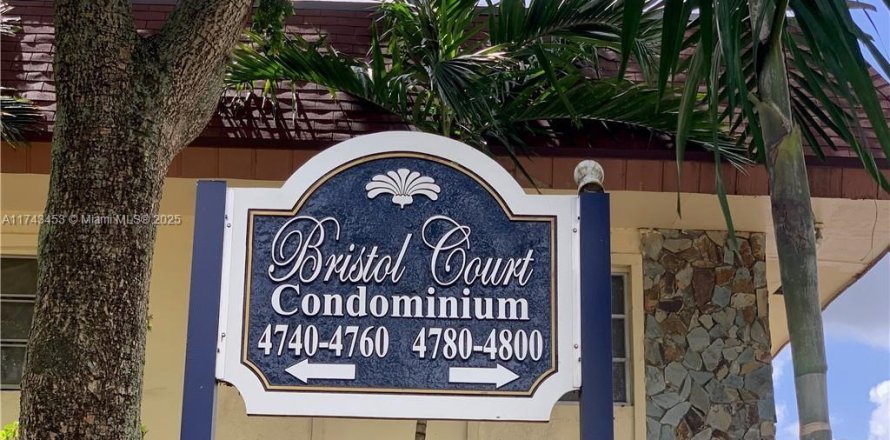 A11743453 © Miami MLS® 2025
Bristol Court
Condominium
4740-4760 4780-4800